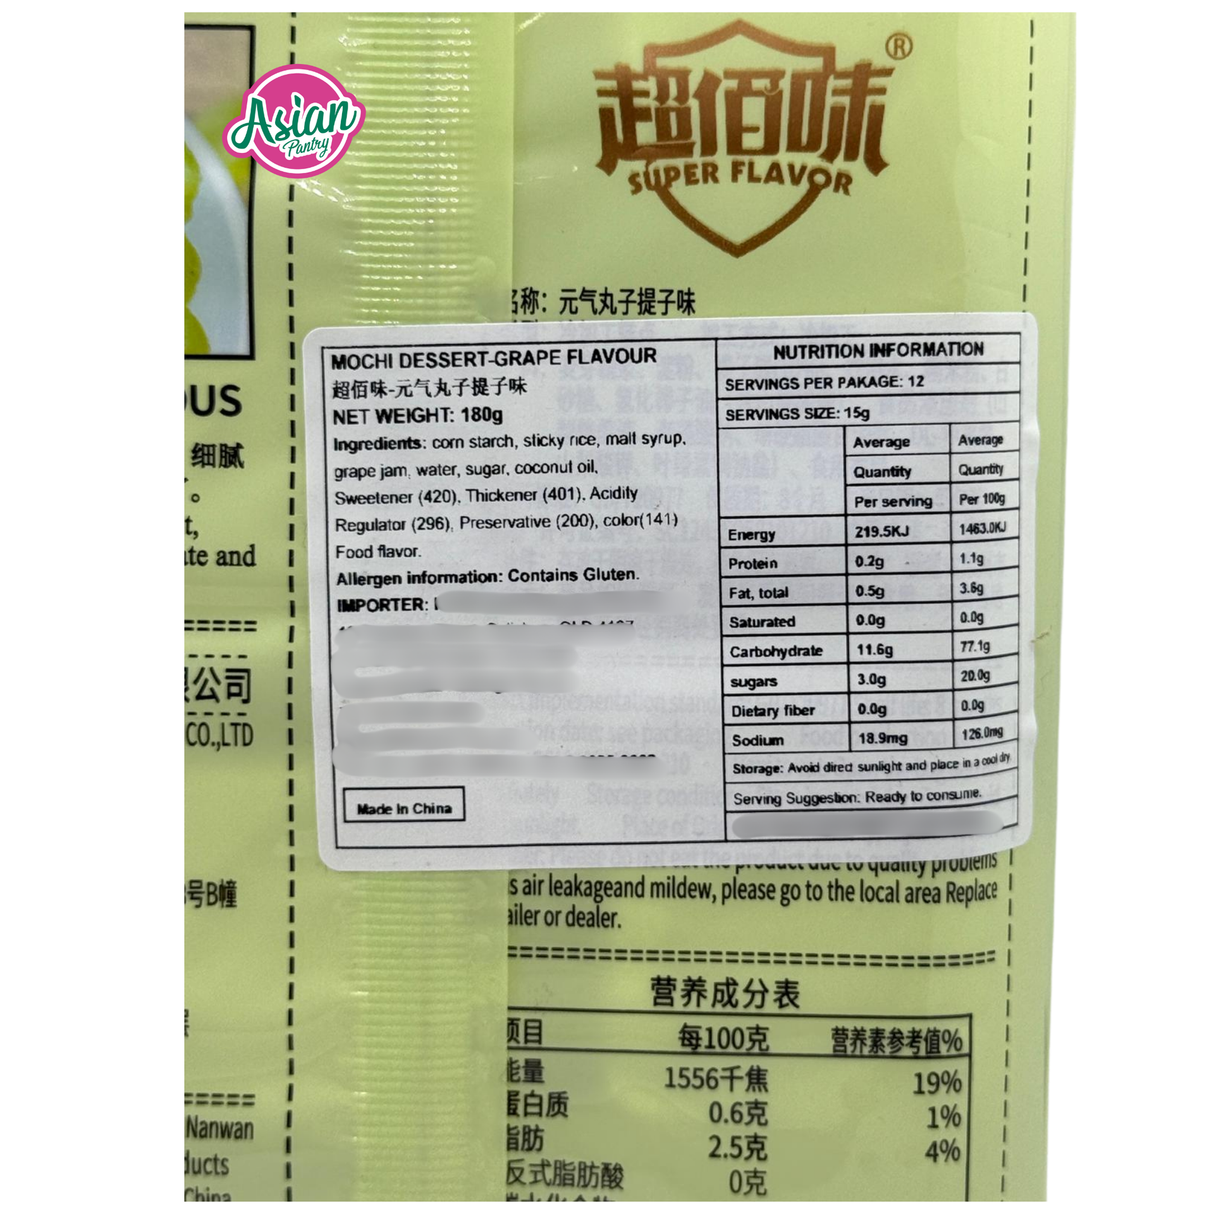 Asian
Pantry
超佰味®
SUPER FLAVOR
US
细腻
。
t,
te and
公司
CO.,LTD
号B幢
Nanwan
ducts
China
名称：元气丸子提子味
MOCHI DESSERT-GRAPE FLAVOUR
超佰味-元气丸子提子味
NET WEIGHT: 180g
Ingredients: corn starch, sticky rice, malt syrup,
grape jam, water, sugar, coconut oil,
Sweetener (420), Thickener (401), Acidity
Regulator (296), Preservative (200), color(141)
Food flavor.
Allergen information: Contains Gluten.
IMPORTER:
Made In China
NUTRITION INFORMATION
SERVINGS PER PAKAGE: 12
SERVINGS SIZE: 15g
Average Average
Quantity Quantity
Per serving Per 100g
Energy 219.5KJ 1463.0KJ
Protein 0.2g 1.1g
Fat, total 0.5g 3.6g
Saturated 0.0g 0.0g
Carbohydrate 11.6g 77.1g
sugars 3.0g 20.0g
Dietary fiber 0.0g 0.0g
Sodium 18.9mg 126.0mg
Storage: Avoid direct sunlight and place in a cool dry
Serving Suggestion: Ready to consume.
Please do not eat the product due to quality problems
s air leakageand mildew, please go to the local area Replace
ailer or dealer.
营养成分表
项目 每100克 营养素参考值%
能量 1556千焦 19%
蛋白质 0.6克 1%
脂肪 2.5克 4%
反式脂肪酸 0克